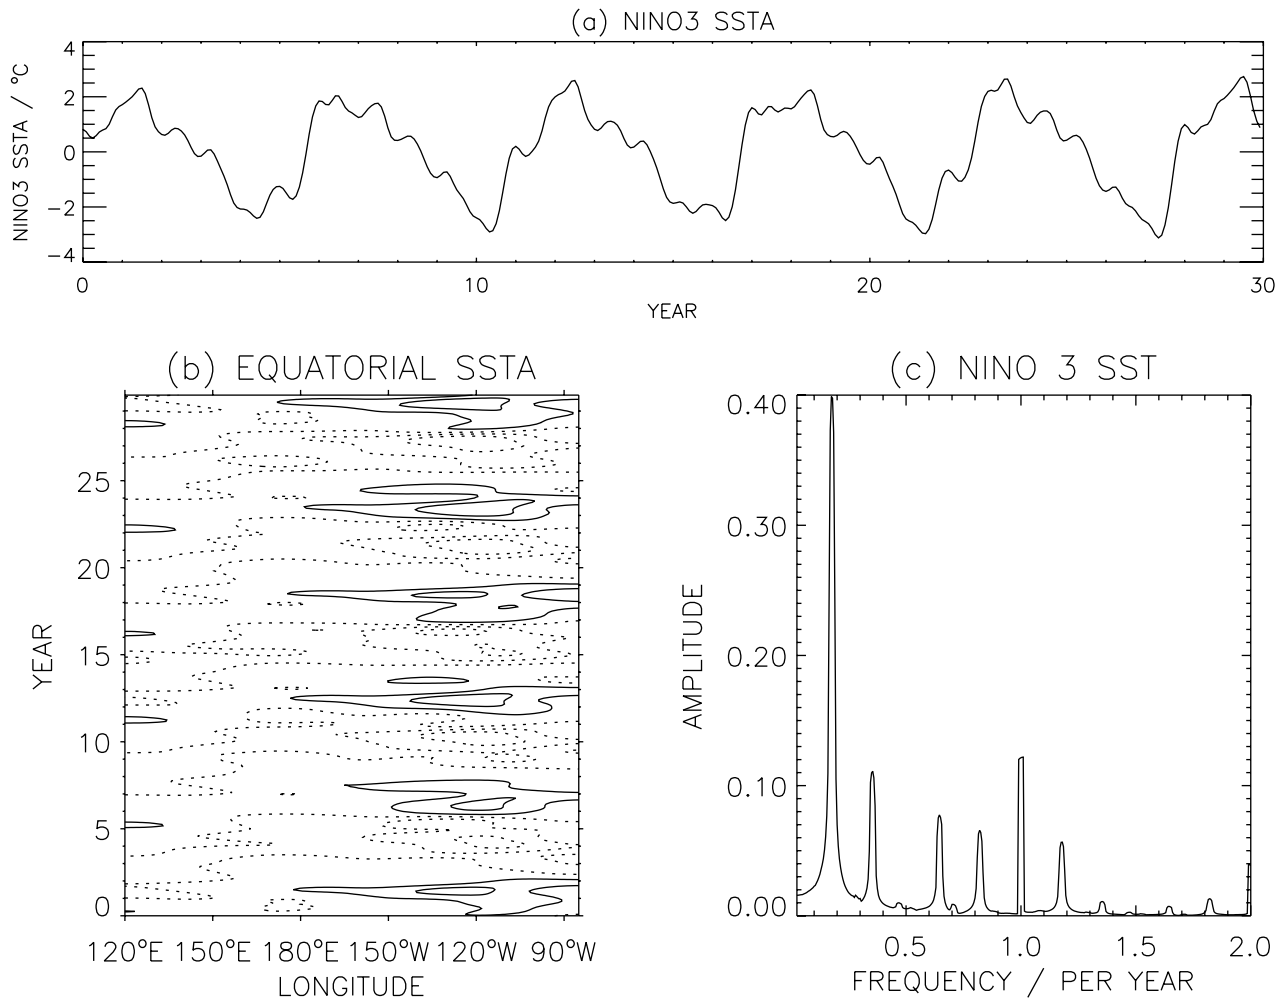 (a) NINO3 SSTA
NINO3 SSTA / °C
4
2
0
−2
−4
0 10 20 30
YEAR
(b) EQUATORIAL SSTA
YEAR
25
20
15
10
5
0
120°E 150°E 180°E 150°W 120°W 90°W
LONGITUDE
(c) NINO 3 SST
AMPLITUDE
0.40
0.30
0.20
0.10
0.00
0.5 1.0 1.5 2.0
FREQUENCY / PER YEAR